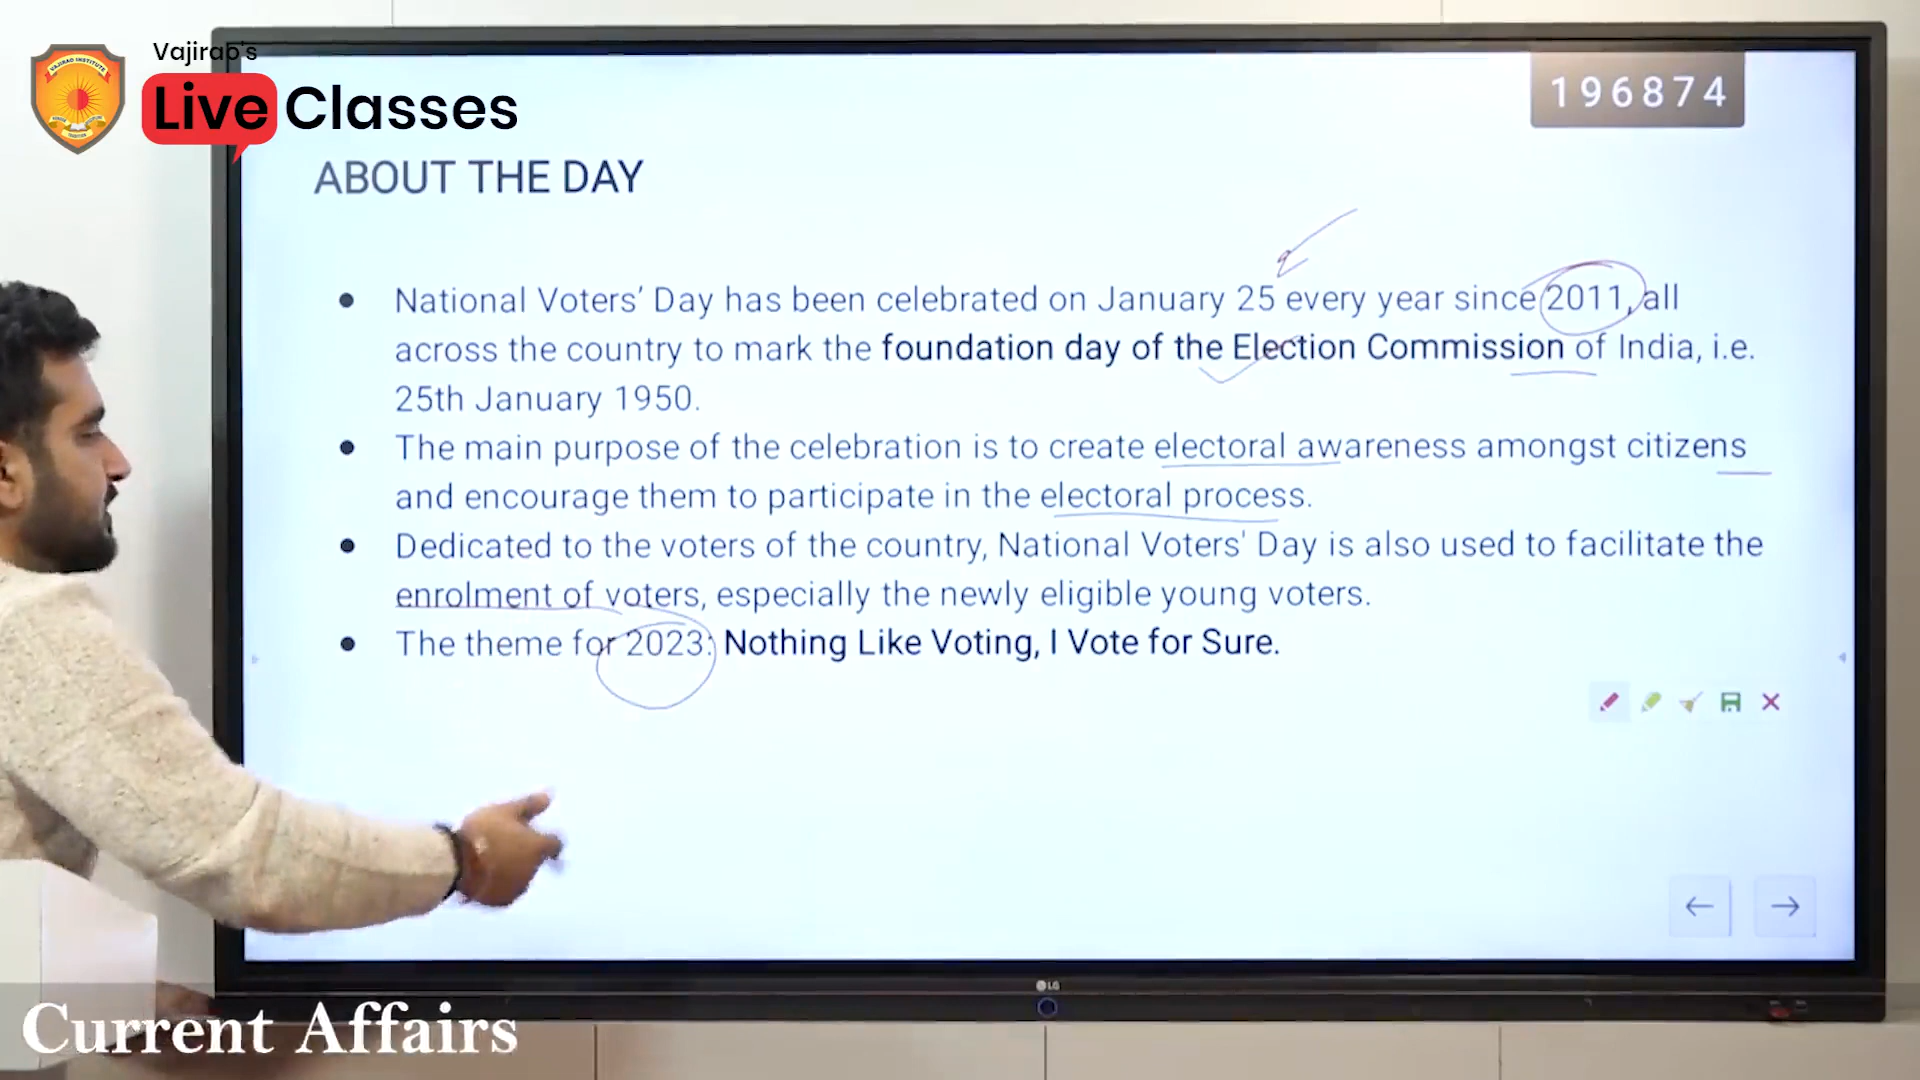 Vajirao's
Live Classes
VAJIRAO INSTITUTE
196874
ABOUT THE DAY
● National Voters’ Day has been celebrated on January 25 every year since 2011, all
across the country to mark the foundation day of the Election Commission of India, i.e.
25th January 1950.
● The main purpose of the celebration is to create electoral awareness amongst citizens
and encourage them to participate in the electoral process.
● Dedicated to the voters of the country, National Voters' Day is also used to facilitate the
enrolment of voters, especially the newly eligible young voters.
● The theme for 2023: Nothing Like Voting, I Vote for Sure.
LG
Current Affairs